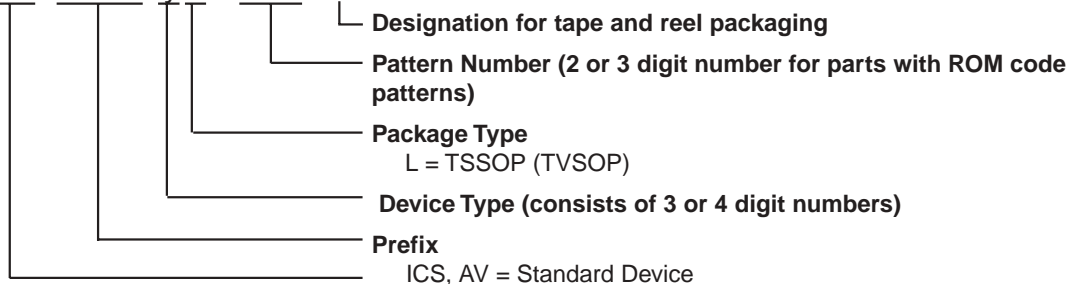 Designation for tape and reel packaging
Pattern Number (2 or 3 digit number for parts with ROM code
patterns)
Package Type
L = TSSOP (TVSOP)
Device Type (consists of 3 or 4 digit numbers)
Prefix
ICS, AV = Standard Device